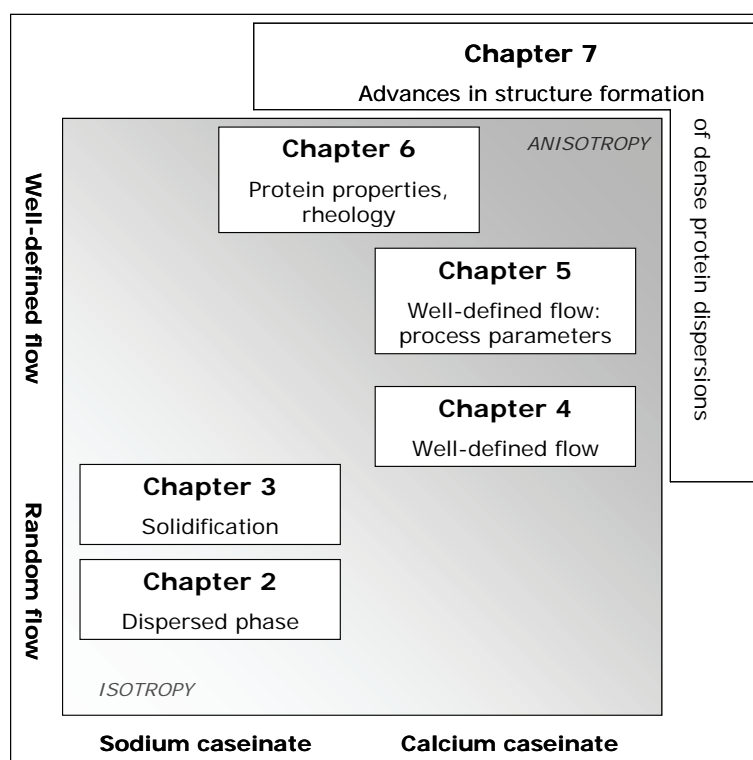 Chapter 7
Advances in structure formation
of dense protein dispersions
ANISOTROPY
Chapter 6
Protein properties,
rheology
Well-defined flow
Chapter 5
Well-defined flow:
process parameters
Chapter 4
Well-defined flow
Chapter 3
Solidification
Random flow
Chapter 2
Dispersed phase
ISOTROPY
Sodium caseinate
Calcium caseinate